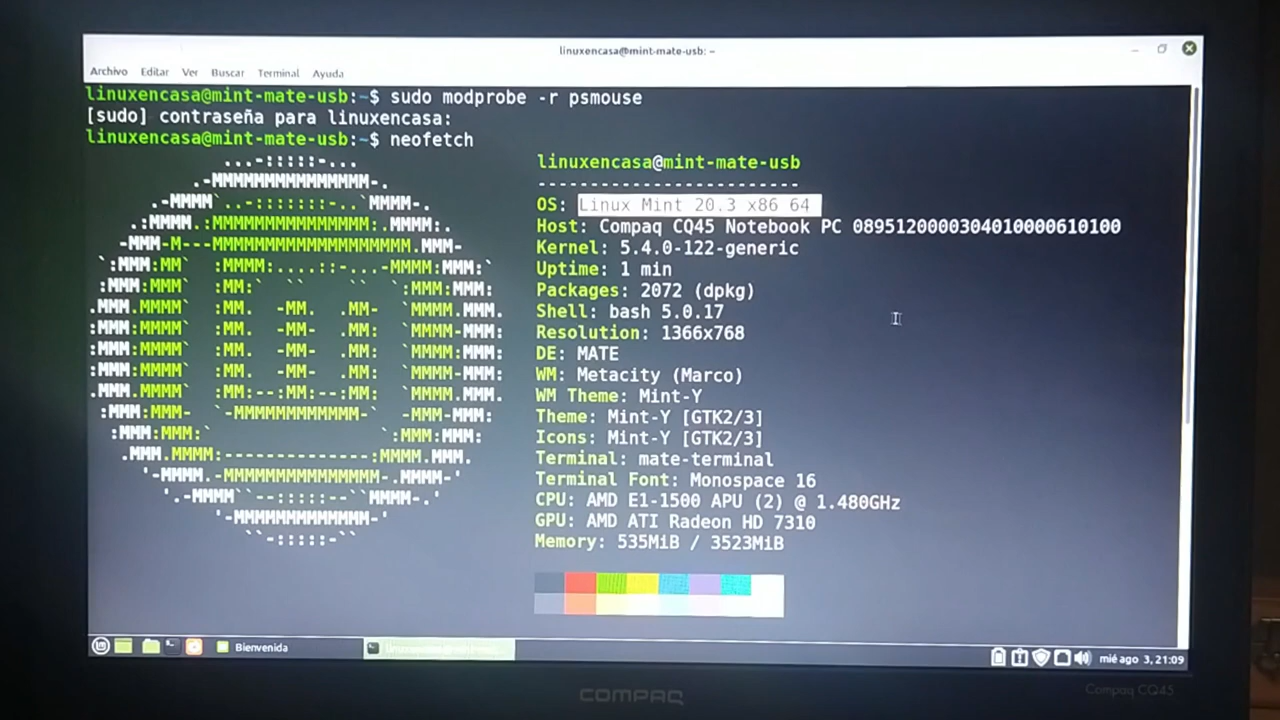 linuxencasa@mint-mate-usb: ~
Archivo Editar Ver Buscar Terminal Ayuda
linuxencasa@mint-mate-usb:~$ sudo modprobe -r psmouse
[sudo] contraseña para linuxencasa:
linuxencasa@mint-mate-usb:~$ neofetch
linuxencasa@mint-mate-usb
-------------------------
OS: Linux Mint 20.3 x86_64
Host: Compaq CQ45 Notebook PC 0895120000304010000610100
Kernel: 5.4.0-122-generic
Uptime: 1 min
Packages: 2072 (dpkg)
Shell: bash 5.0.17
Resolution: 1366x768
DE: MATE
WM: Metacity (Marco)
WM Theme: Mint-Y
Theme: Mint-Y [GTK2/3]
Icons: Mint-Y [GTK2/3]
Terminal: mate-terminal
Terminal Font: Monospace 16
CPU: AMD E1-1500 APU (2) @ 1.480GHz
GPU: AMD ATI Radeon HD 7310
Memory: 535MiB / 3523MiB
Bienvenida
mié ago 3, 21:09
COMPAQ
Compaq CQ45